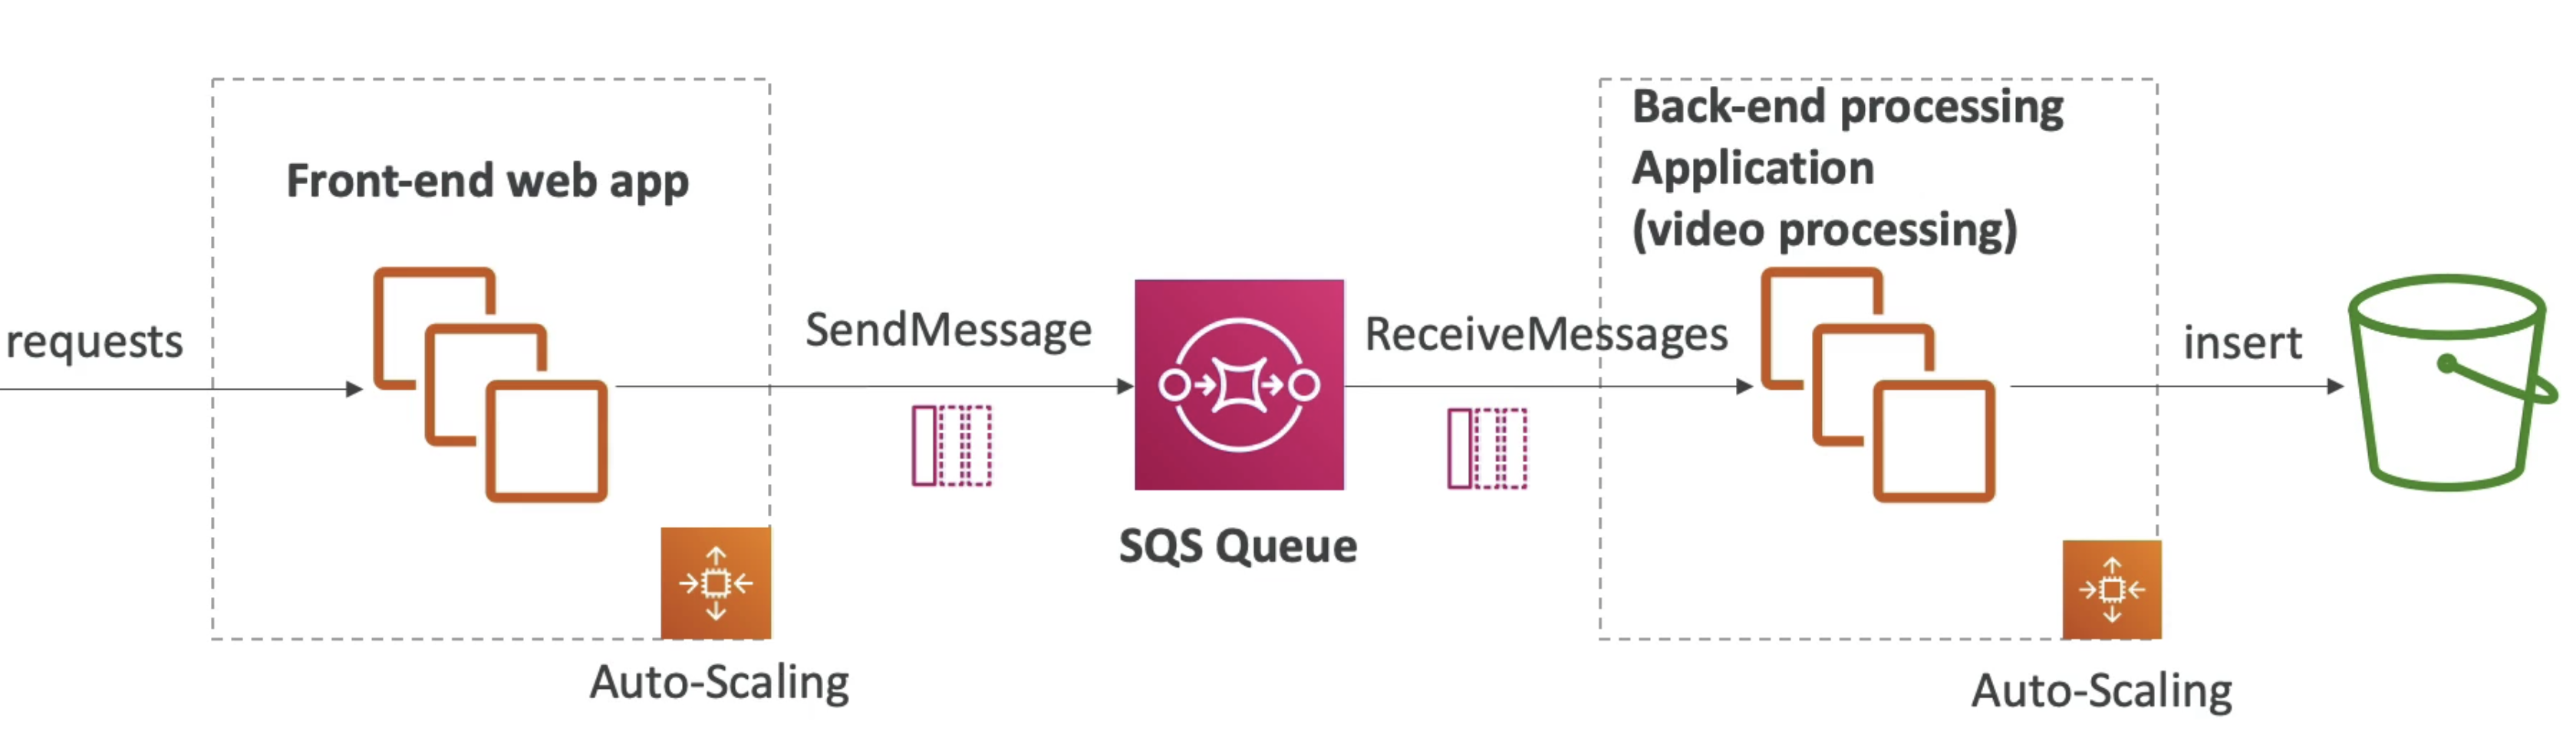 requests
Front-end web app
Auto-Scaling
SendMessage
SQS Queue
ReceiveMessages
Back-end processing
Application
(video processing)
Auto-Scaling
insert